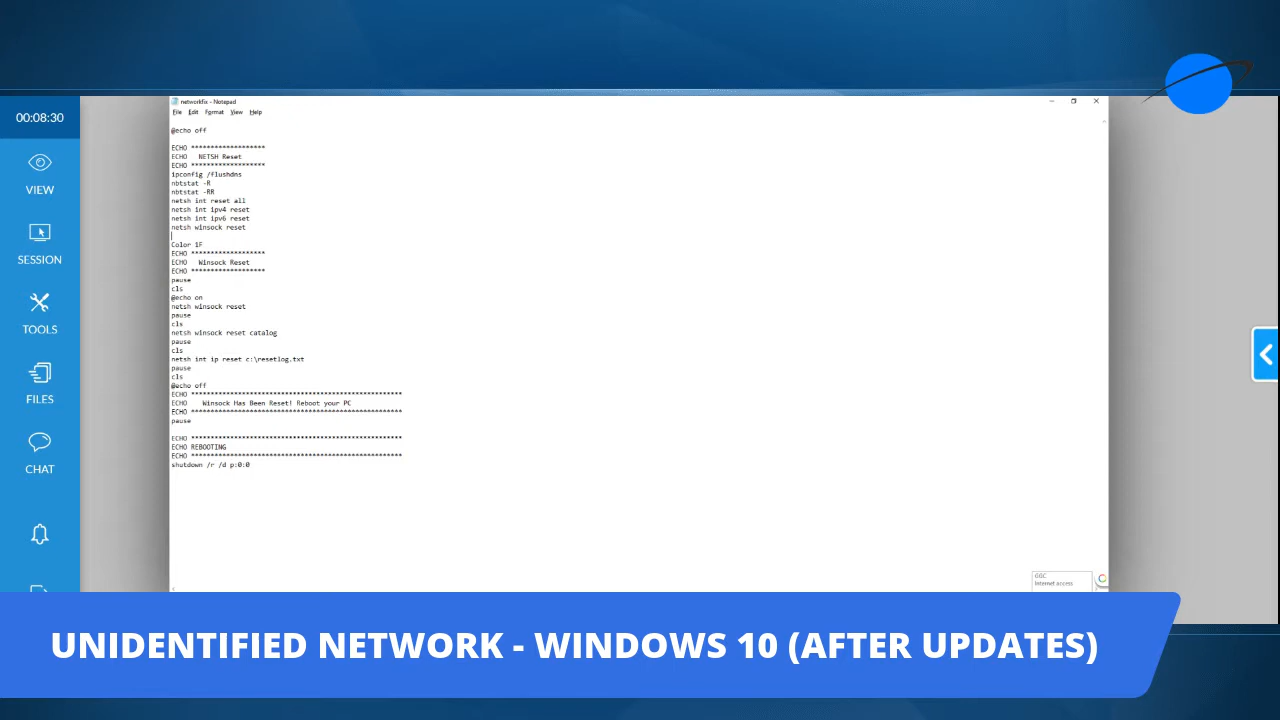 networkfix - Notepad
File Edit Format View Help
00:08:30
VIEW
SESSION
TOOLS
FILES
CHAT
@echo off
ECHO *******************
ECHO   NETSH Reset
ECHO *******************
ipconfig /flushdns
nbtstat -R
nbtstat -RR
netsh int reset all
netsh int ipv4 reset
netsh int ipv6 reset
netsh winsock reset
Color 1F
ECHO *******************
ECHO   Winsock Reset
ECHO *******************
pause
cls
@echo on
netsh winsock reset
pause
cls
netsh winsock reset catalog
pause
cls
netsh int ip reset c:\resetlog.txt
pause
cls
@echo off
ECHO ******************************************************
ECHO    Winsock Has Been Reset! Reboot your PC
ECHO ******************************************************
pause
ECHO ******************************************************
ECHO REBOOTING
ECHO ******************************************************
shutdown /r /d p:0:0
Internet access
UNIDENTIFIED NETWORK - WINDOWS 10 (AFTER UPDATES)